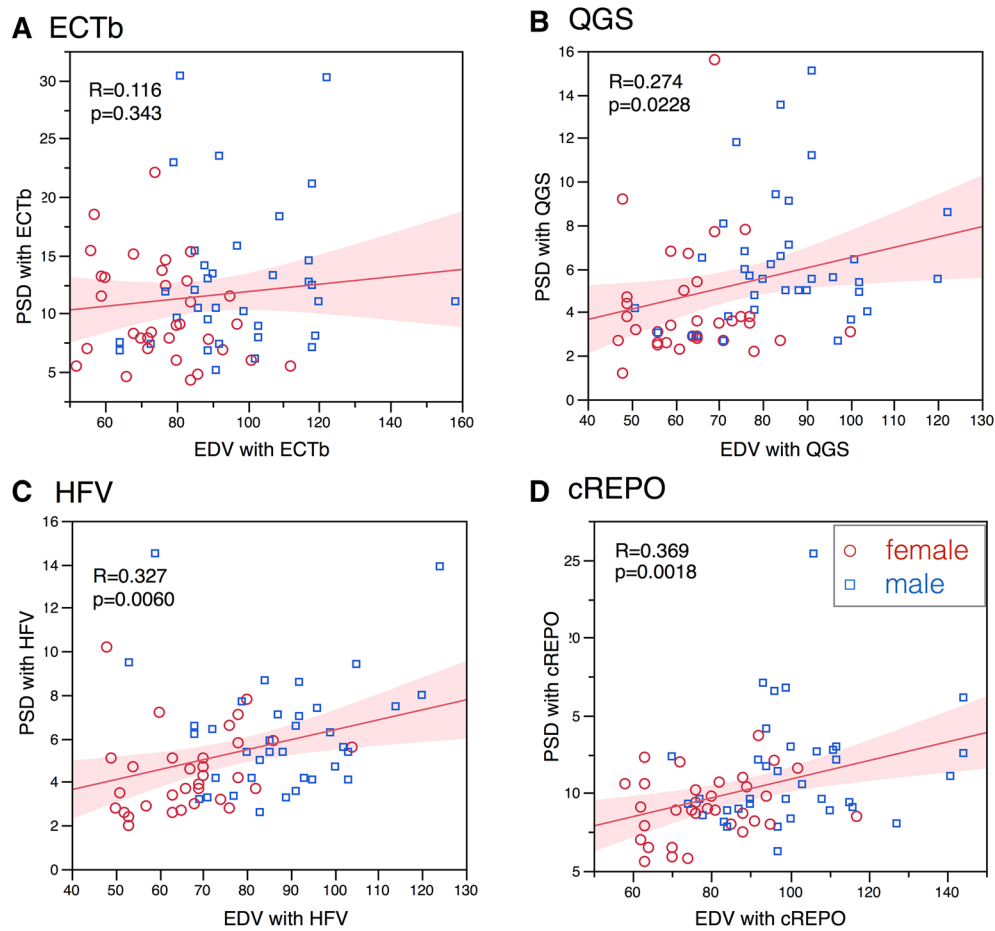 A ECTb
R=0.116
p=0.343
30
25
20
15
10
5
PSD with ECTb
60 80 100 120 140 160
EDV with ECTb
B QGS
R=0.274
p=0.0228
16
14
12
10
8
6
4
2
0
PSD with QGS
40 50 60 70 80 90 100 110 120 130
EDV with QGS
C HFV
R=0.327
p=0.0060
16
14
12
10
8
6
4
2
0
PSD with HFV
40 50 60 70 80 90 100 110 120 130
EDV with HFV
D cREPO
R=0.369
p=0.0018
female
male
25
20
5
10
5
PSD with cREPO
60 80 100 120 140
EDV with cREPO